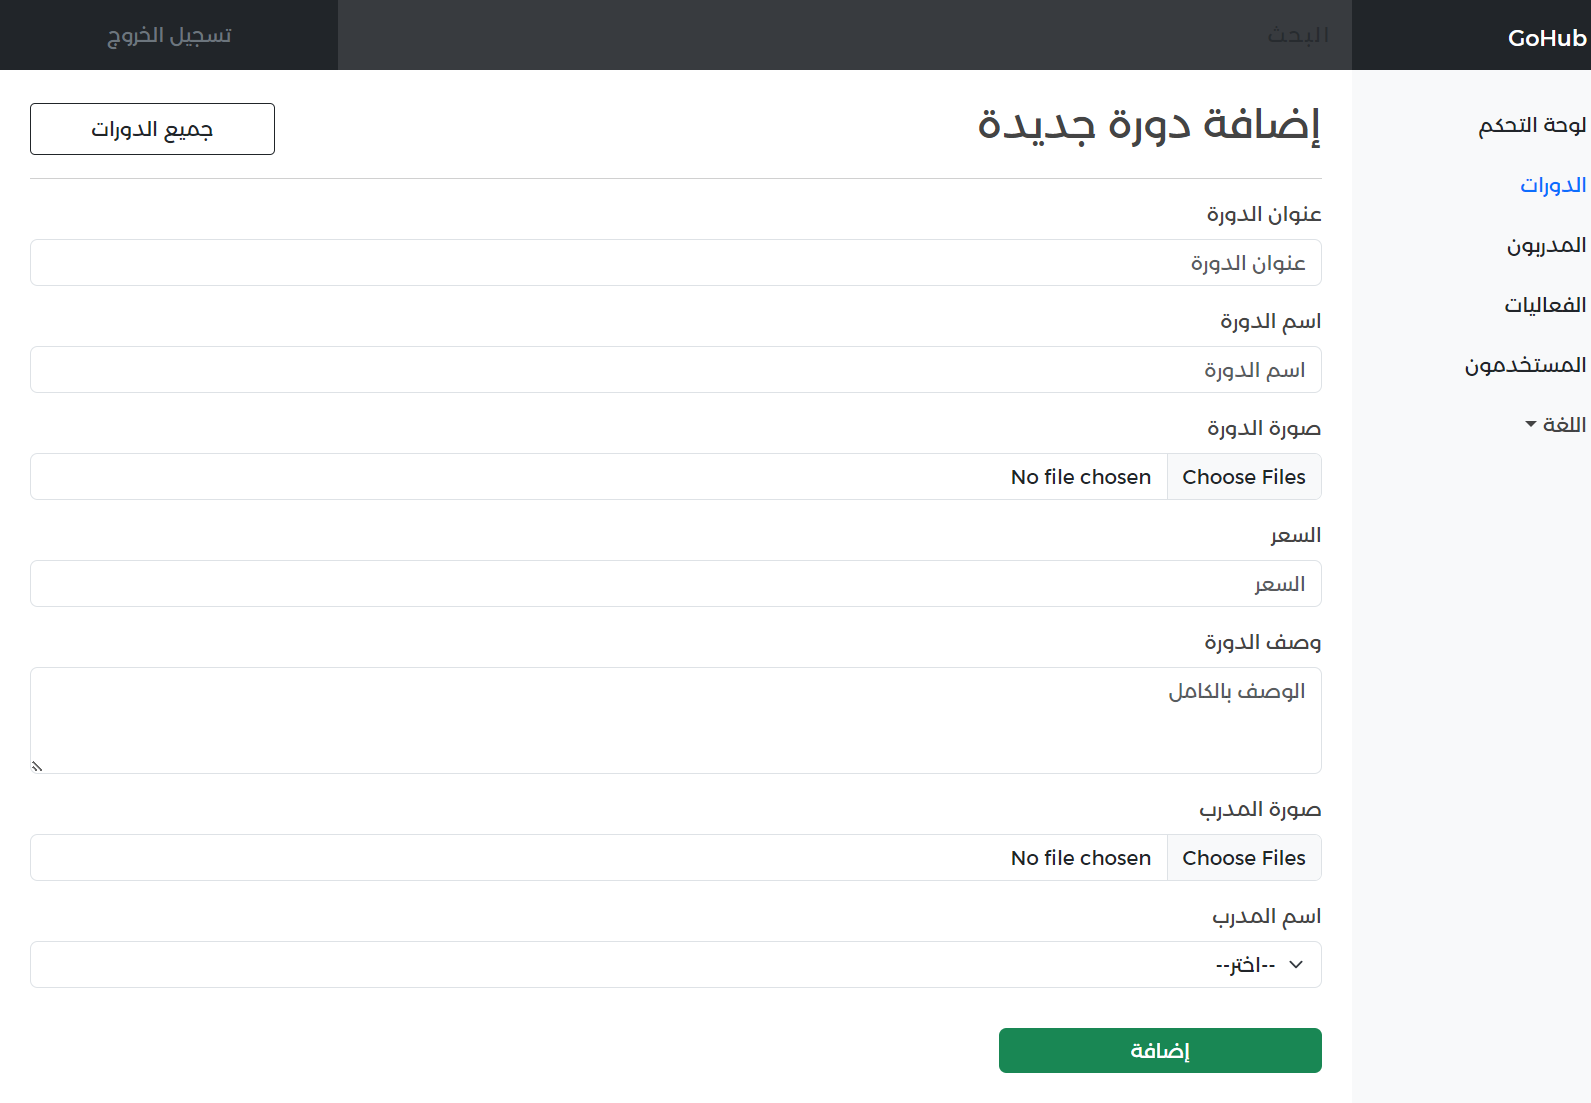 GoHub
البحث
تسجيل الخروج
لوحة التحكم
الدورات
المدربون
الفعاليات
المستخدمون
اللغة
إضافة دورة جديدة
جميع الدورات
عنوان الدورة
عنوان الدورة
اسم الدورة
اسم الدورة
صورة الدورة
Choose Files No file chosen
السعر
السعر
وصف الدورة
الوصف بالكامل
صورة المدرب
Choose Files No file chosen
اسم المدرب
--اختر--
إضافة